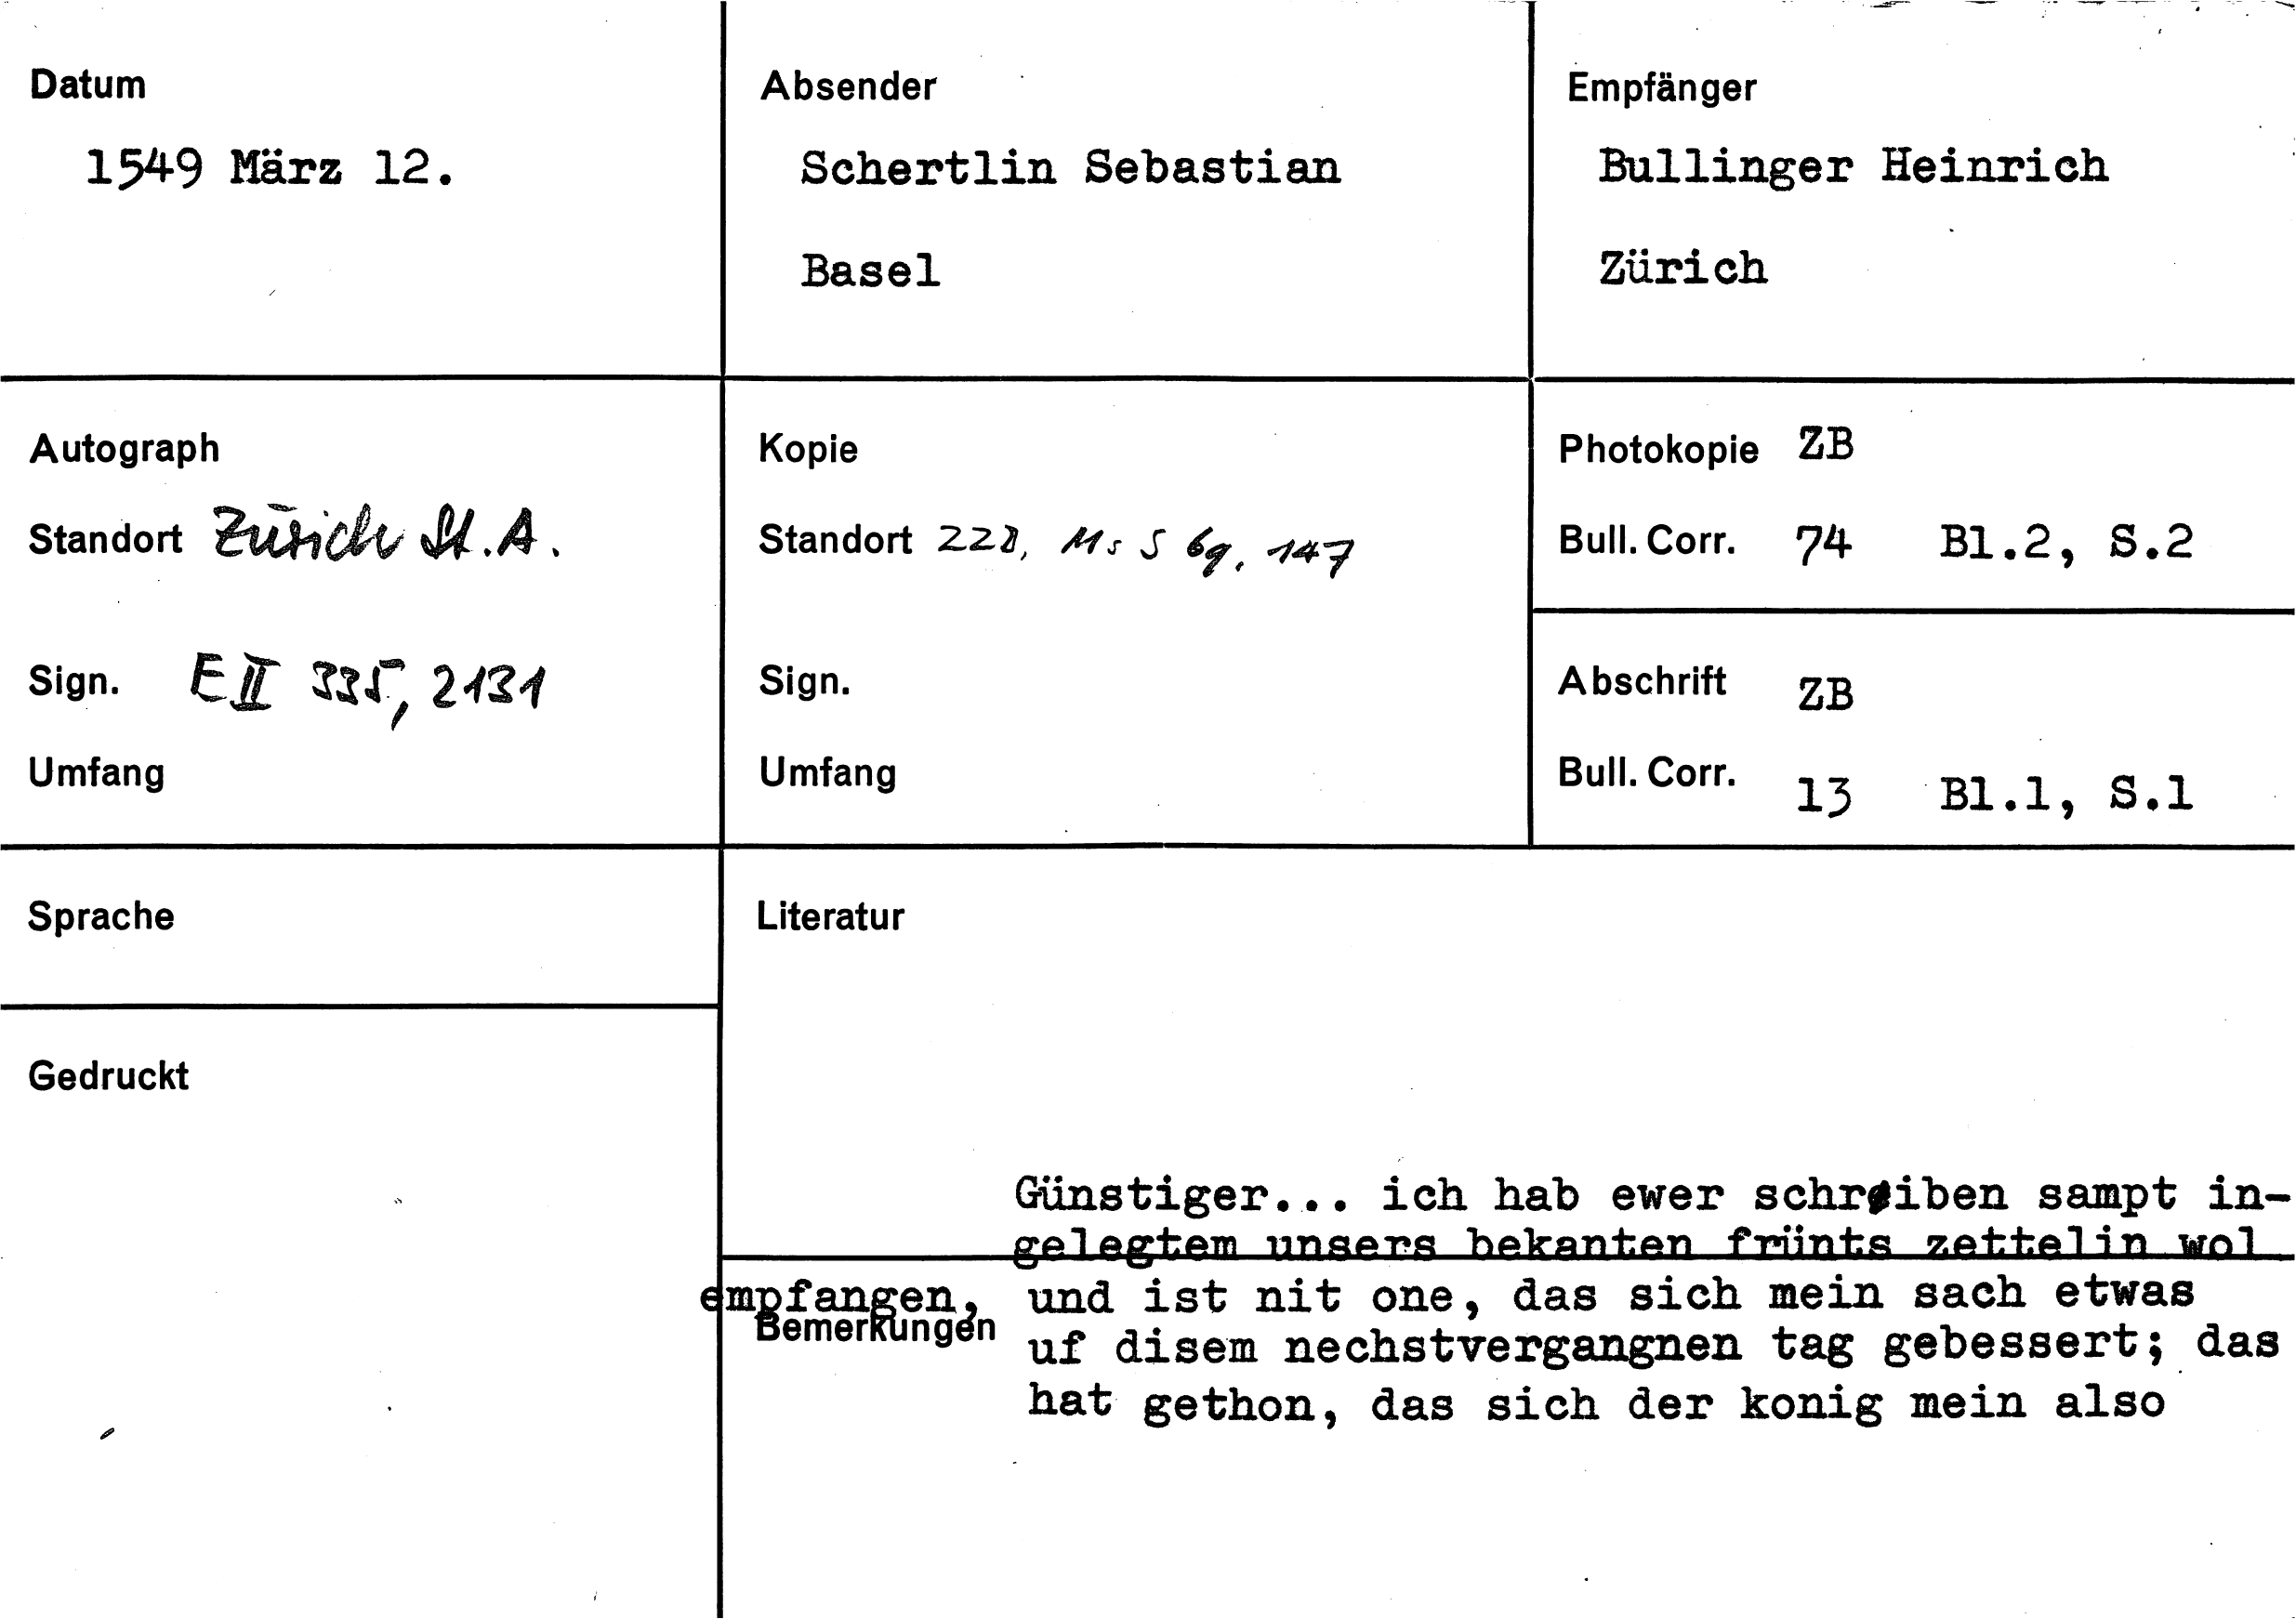 Datum
1549 März 12.
Absender
Schertlin Sebastian
Basel
Empfänger
Bullinger Heinrich
Zürich
Autograph
Standort Zürich St.A.
Sign. E II 335, 2131
Umfang
Kopie
Standort ZZB, Ms S 69, 147
Sign.
Umfang
Photokopie ZB
Bull. Corr. 74 Bl.2, S.2
Abschrift ZB
Bull. Corr. 13 Bl.1, S.1
Sprache
Literatur
Gedruckt
Günstiger... ich hab ewer schreiben sampt in-
gelegtem unsers bekanten frünts zettelin wol
empfangen, und ist nit one, das sich mein sach etwas
Bemerkungen
uf disem nechstvergangnen tag gebessert; das
hat gethon, das sich der konig mein also